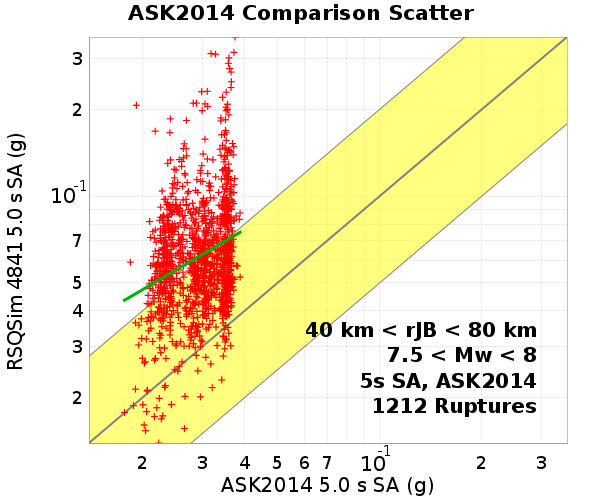 ASK2014 Comparison Scatter
RSQSim 4841 5.0 s SA (g)
3
2
10-1
7
5
4
3
2
40 km < rJB < 80 km
7.5 < Mw < 8
5s SA, ASK2014
1212 Ruptures
2 3 4 5 6 7 10-1 2 3
ASK2014 5.0 s SA (g)